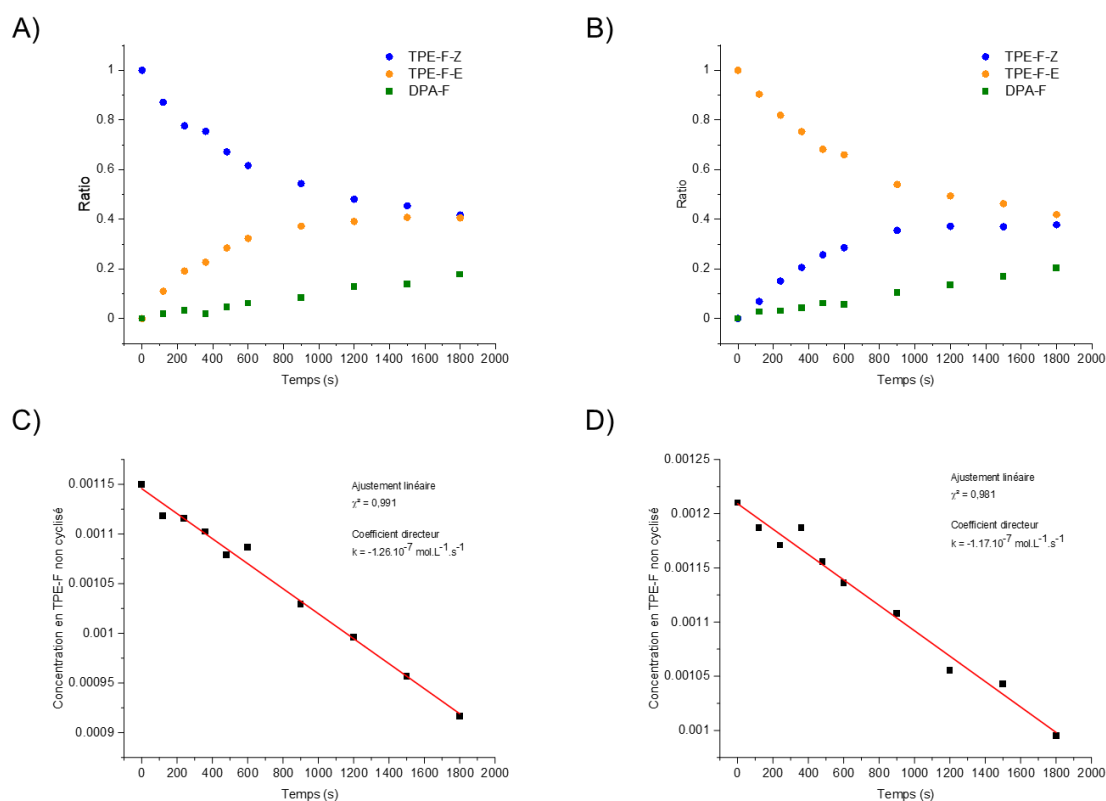 A)
TPE-F-Z
TPE-F-E
DPA-F
1
0.8
0.6
0.4
0.2
0
Ratio
0 200 400 600 800 1000 1200 1400 1600 1800 2000
Temps (s)
B)
TPE-F-Z
TPE-F-E
DPA-F
1
0.8
0.6
0.4
0.2
0
Ratio
0 200 400 600 800 1000 1200 1400 1600 1800 2000
Temps (s)
C)
Ajustement linéaire
χ² = 0,991
Coefficient directeur
k = -1.26.10⁻⁷ mol.L⁻¹.s⁻¹
0.00115
0.0011
0.00105
0.001
0.00095
0.0009
Concentration en TPE-F non cyclisé
0 200 400 600 800 1000 1200 1400 1600 1800 2000
Temps (s)
D)
Ajustement linéaire
χ² = 0,981
Coefficient directeur
k = -1.17.10⁻⁷ mol.L⁻¹.s⁻¹
0.00125
0.0012
0.00115
0.0011
0.00105
0.001
Concentration en TPE-F non cyclisé
0 200 400 600 800 1000 1200 1400 1600 1800 2000
Temps (s)